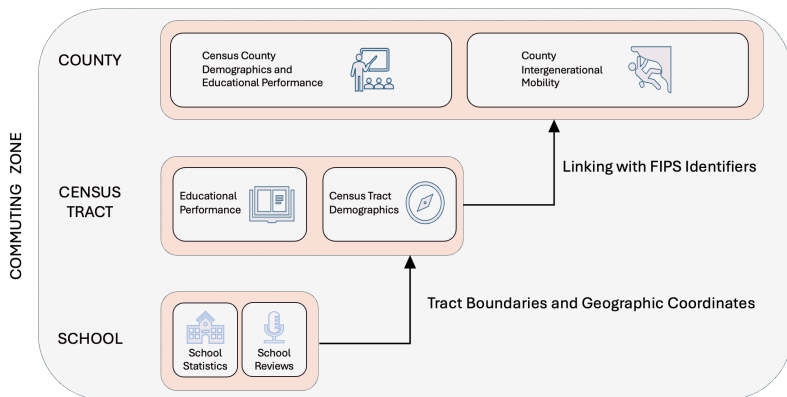 COMMUTING ZONE
COUNTY
Census County
Demographics and
Educational Performance
County
Intergenerational
Mobility
Linking with FIPS Identifiers
CENSUS
TRACT
Educational
Performance
Census Tract
Demographics
Tract Boundaries and Geographic Coordinates
SCHOOL
School
Statistics
School
Reviews